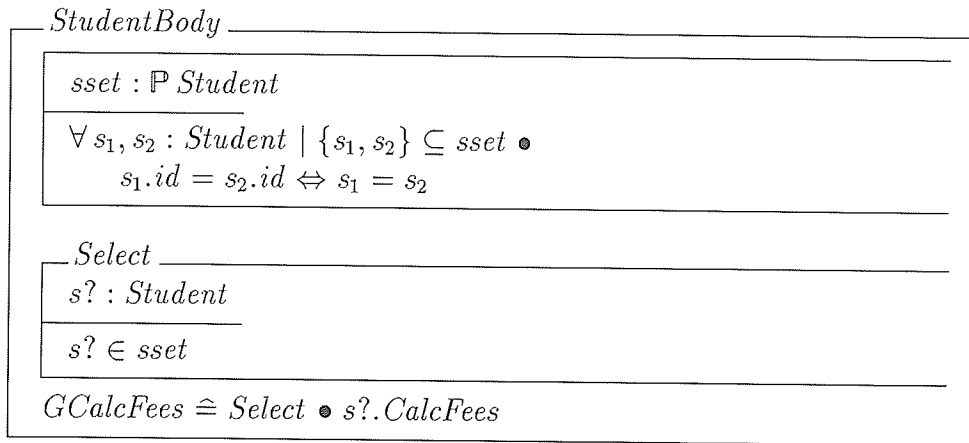 StudentBody
sset : ℙ Student
∀ s₁, s₂ : Student | {s₁, s₂} ⊆ sset •
s₁.id = s₂.id ⇔ s₁ = s₂
Select
s? : Student
s? ∈ sset
GCalcFees ≙ Select • s?.CalcFees